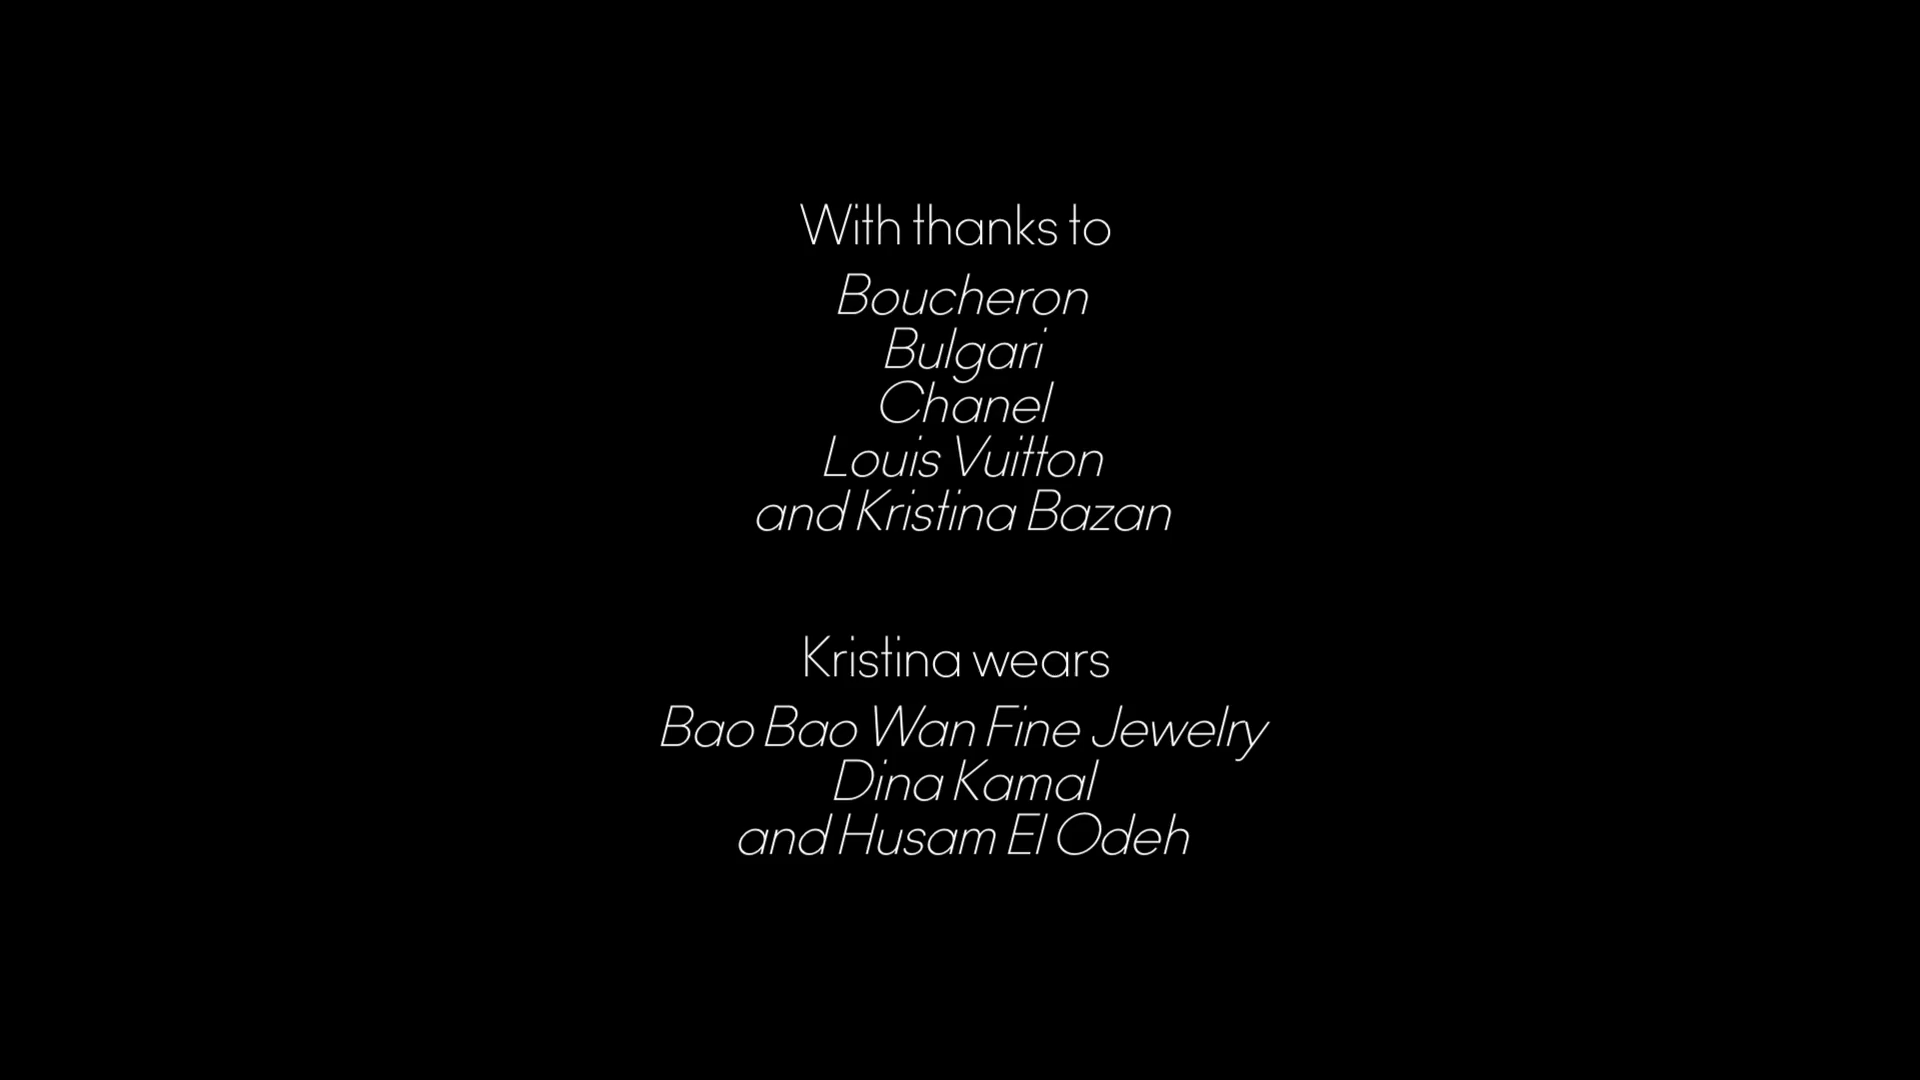 With thanks to
Boucheron
Bulgari
Chanel
Louis Vuitton
and Kristina Bazan
Kristina wears
Bao Bao Wan Fine Jewelry
Dina Kamal
and Husam El Odeh